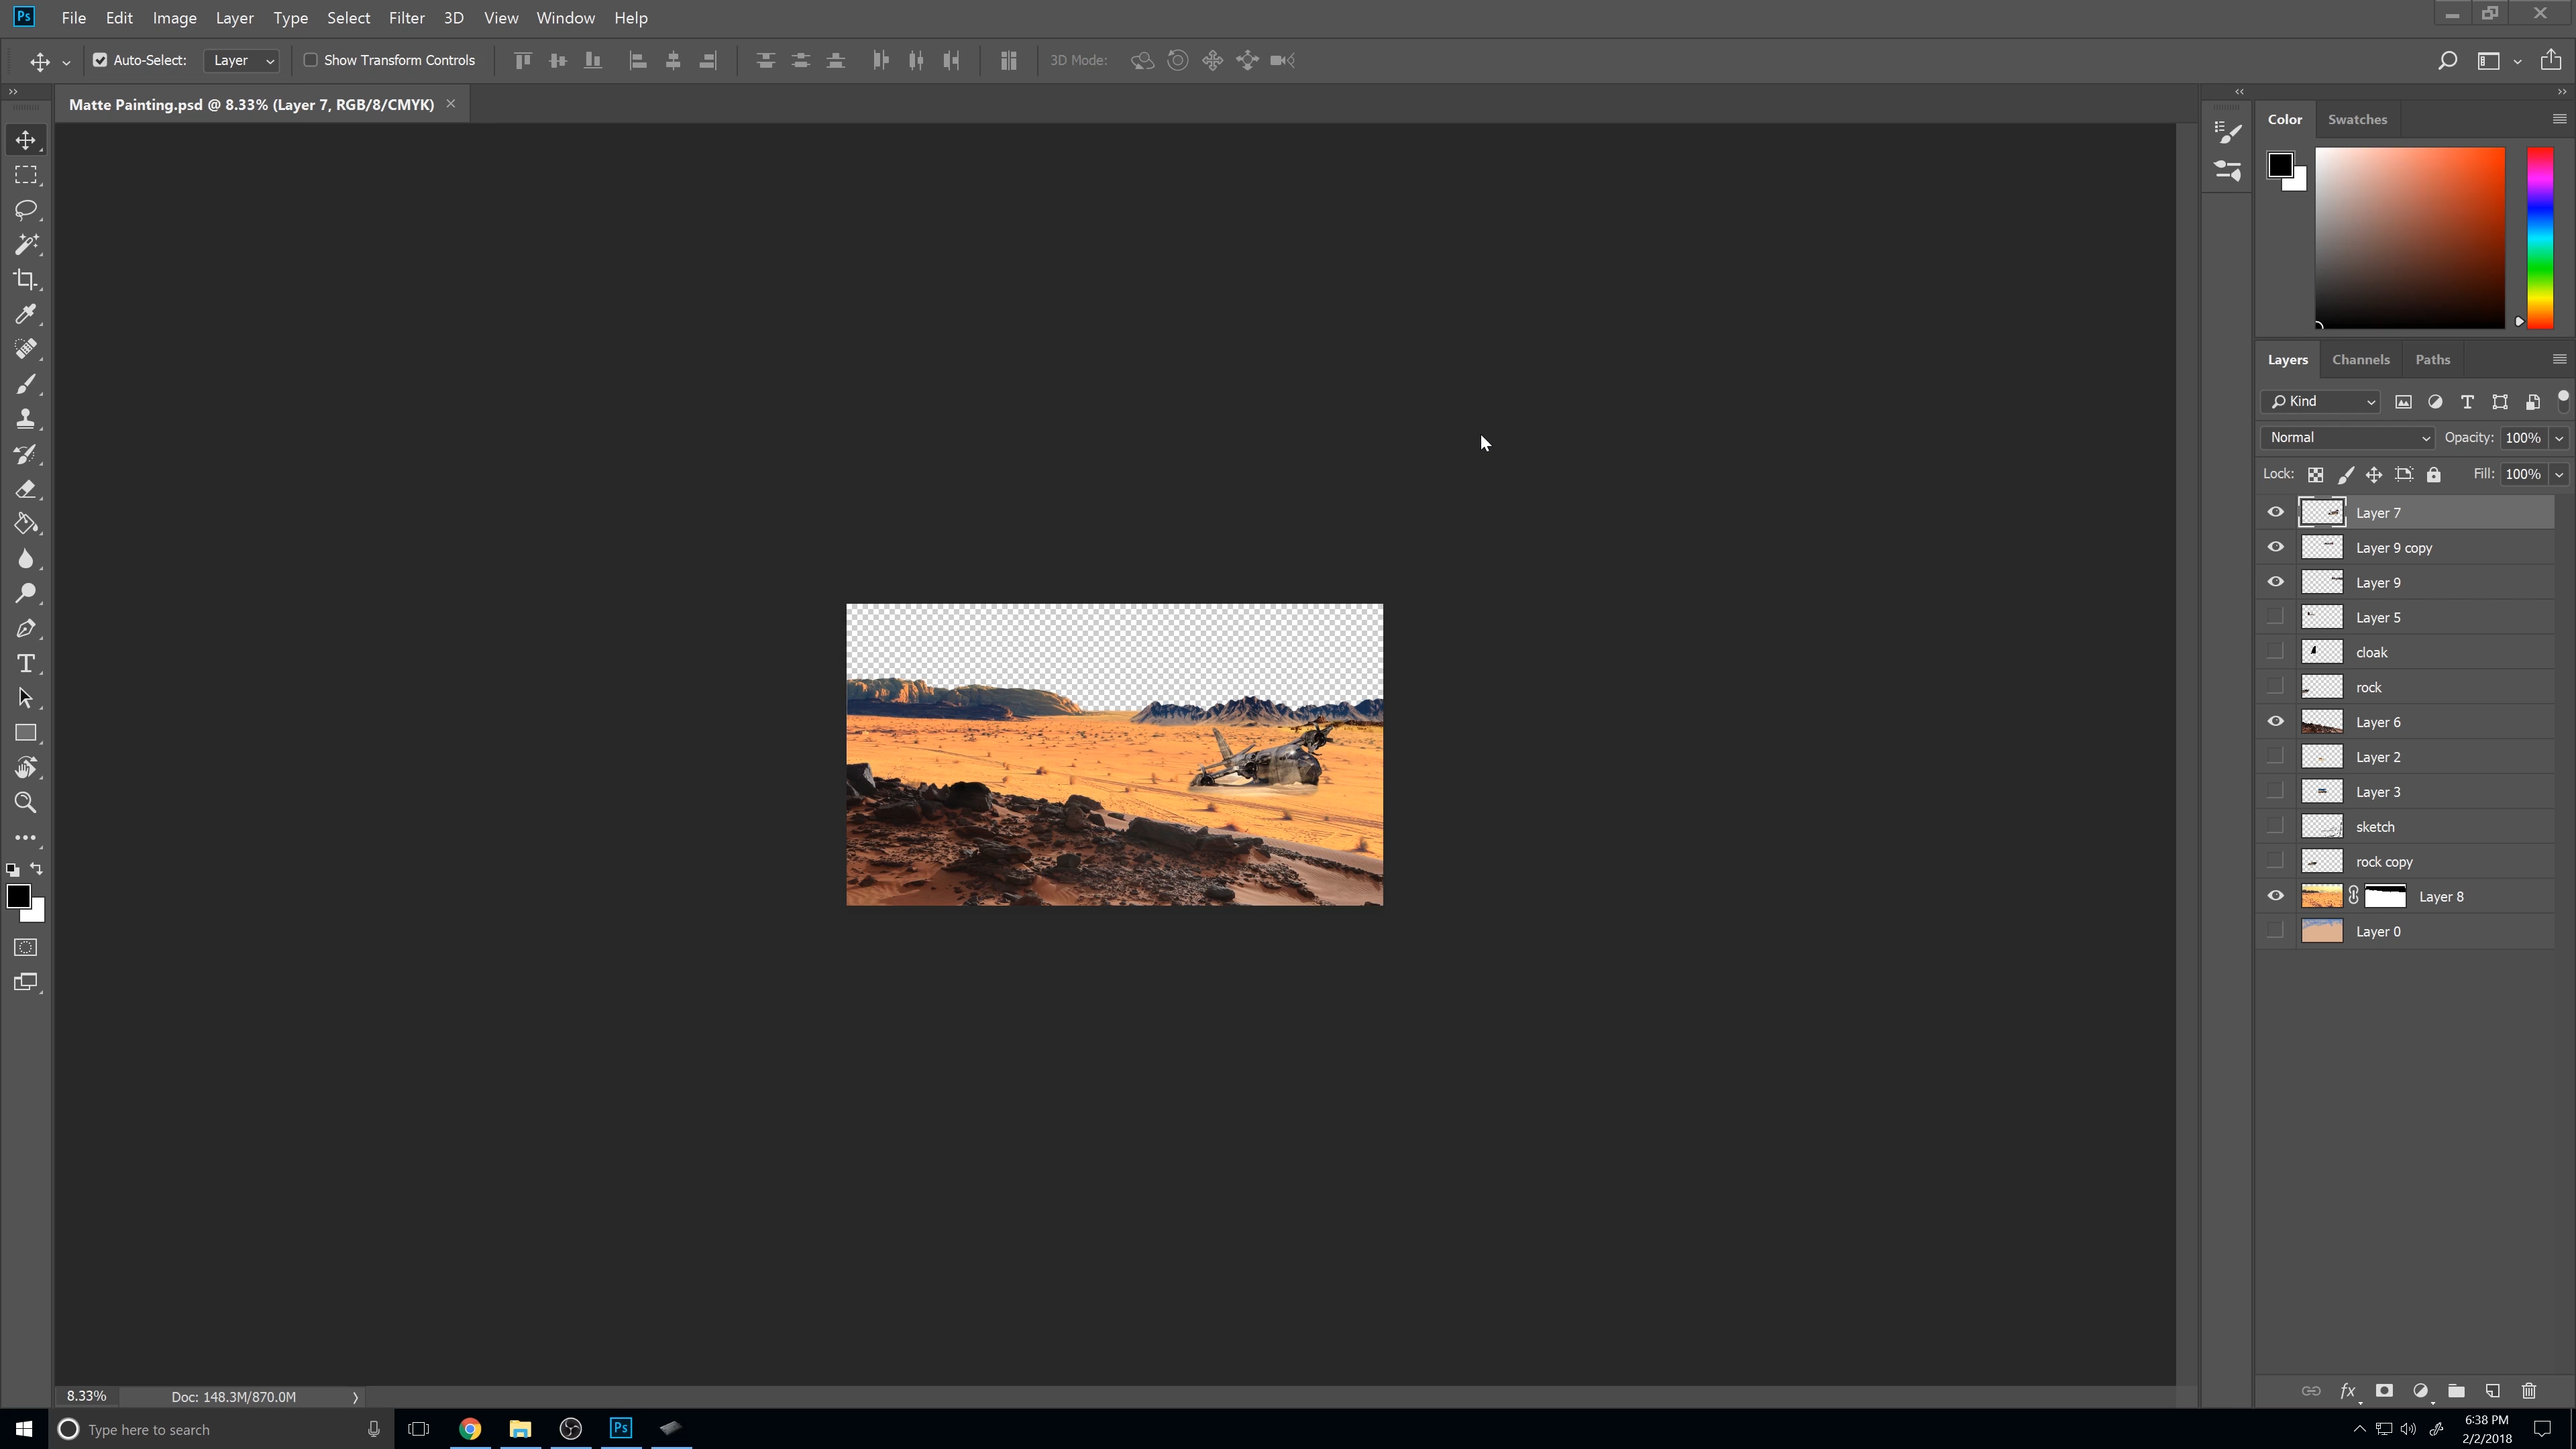 Ps File Edit Image Layer Type Select Filter 3D View Window Help
Auto-Select: Layer Show Transform Controls 3D Mode:
Matte Painting.psd @ 8.33% (Layer 7, RGB/8/CMYK)
Color Swatches
Layers Channels Paths
Kind
Normal Opacity: 100%
Lock: Fill: 100%
Layer 7
Layer 9 copy
Layer 9
Layer 5
cloak
rock
Layer 6
Layer 2
Layer 3
sketch
rock copy
Layer 8
Layer 0
8.33% Doc: 148.3M/870.0M
fx
Type here to search Ps 6:38 PM
2/2/2018